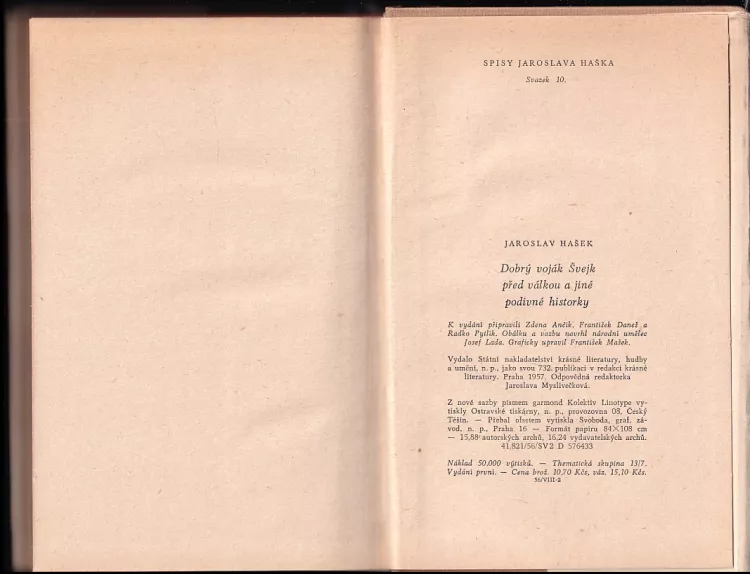 SPISY JAROSLAVA HAŠKA
Svazek 10.
JAROSLAV HAŠEK
Dobrý voják Švejk
před válkou a jiné
podivné historky
K vydání připravili Zdena Ančík, František Daneš a
Radko Pytlík. Obálku a vazbu navrhl národní umělec
Josef Lada. Graficky upravil František Mašek.
Vydalo Státní nakladatelství krásné literatury, hudby
a umění, n. p., jako svou 732. publikaci v redakci krásné
literatury. Praha 1957. Odpovědná redaktorka
Jaroslava Myslivečková.
Z nové sazby písmem garmond Kolektiv Linotype vy-
tiskly Ostravské tiskárny, n. p., provozovna 08, Český
Těšín. — Přebal ofsetem vytiskla Svoboda, graf. zá-
vod, n. p., Praha 16 — Formát papíru 84×108 cm
— 15,88 autorských archů, 16,24 vydavatelských archů.
41.821/56/SV2 D 576433
Náklad 50.000 výtisků. — Thematická skupina 13/7.
Vydání první. — Cena brož. 10,70 Kčs, váz. 15,10 Kčs.
56/VIII-2